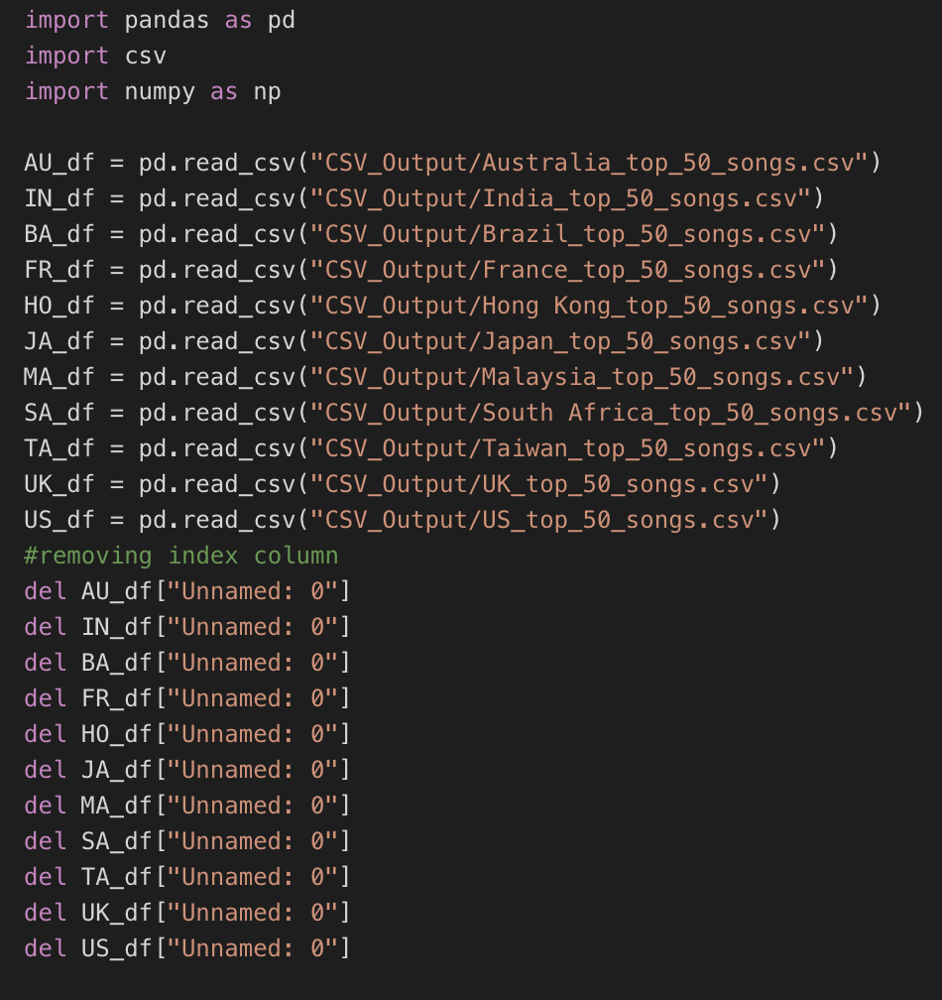 import pandas as pd
import csv
import numpy as np
AU_df = pd.read_csv("CSV_Output/Australia_top_50_songs.csv")
IN_df = pd.read_csv("CSV_Output/India_top_50_songs.csv")
BA_df = pd.read_csv("CSV_Output/Brazil_top_50_songs.csv")
FR_df = pd.read_csv("CSV_Output/France_top_50_songs.csv")
HO_df = pd.read_csv("CSV_Output/Hong Kong_top_50_songs.csv")
JA_df = pd.read_csv("CSV_Output/Japan_top_50_songs.csv")
MA_df = pd.read_csv("CSV_Output/Malaysia_top_50_songs.csv")
SA_df = pd.read_csv("CSV_Output/South Africa_top_50_songs.csv")
TA_df = pd.read_csv("CSV_Output/Taiwan_top_50_songs.csv")
UK_df = pd.read_csv("CSV_Output/UK_top_50_songs.csv")
US_df = pd.read_csv("CSV_Output/US_top_50_songs.csv")
#removing index column
del AU_df["Unnamed: 0"]
del IN_df["Unnamed: 0"]
del BA_df["Unnamed: 0"]
del FR_df["Unnamed: 0"]
del HO_df["Unnamed: 0"]
del JA_df["Unnamed: 0"]
del MA_df["Unnamed: 0"]
del SA_df["Unnamed: 0"]
del TA_df["Unnamed: 0"]
del UK_df["Unnamed: 0"]
del US_df["Unnamed: 0"]